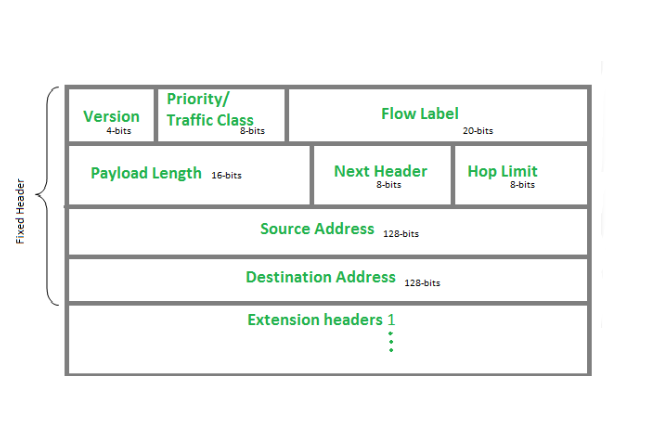 Fixed Header
Version
4-bits
Priority/
Traffic Class
8-bits
Flow Label
20-bits
Payload Length 16-bits
Next Header
8-bits
Hop Limit
8-bits
Source Address 128-bits
Destination Address 128-bits
Extension headers 1